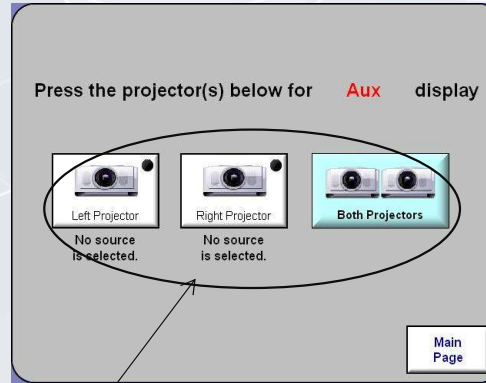 Press the projector(s) below for Aux display
Left Projector
Right Projector
Both Projectors
No source
is selected.
No source
is selected.
Main
Page